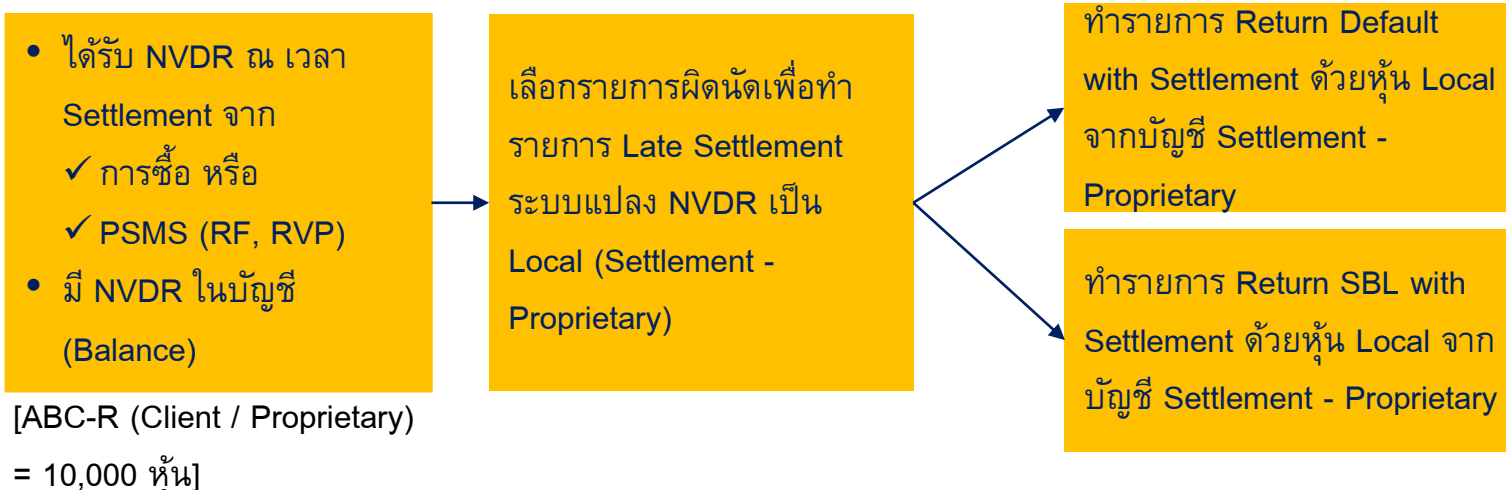 • ได้รับ NVDR ณ เวลา
Settlement จาก
✓ การซื้อ หรือ
✓ PSMS (RF, RVP)
• มี NVDR ในบัญชี
(Balance)
[ABC-R (Client / Proprietary)
= 10,000 หุ้น]
เลือกรายการผิดนัดเพื่อทำ
รายการ Late Settlement
ระบบแปลง NVDR เป็น
Local (Settlement -
Proprietary)
ทำรายการ Return Default
with Settlement ด้วยหุ้น Local
จากบัญชี Settlement -
Proprietary
ทำรายการ Return SBL with
Settlement ด้วยหุ้น Local จาก
บัญชี Settlement - Proprietary